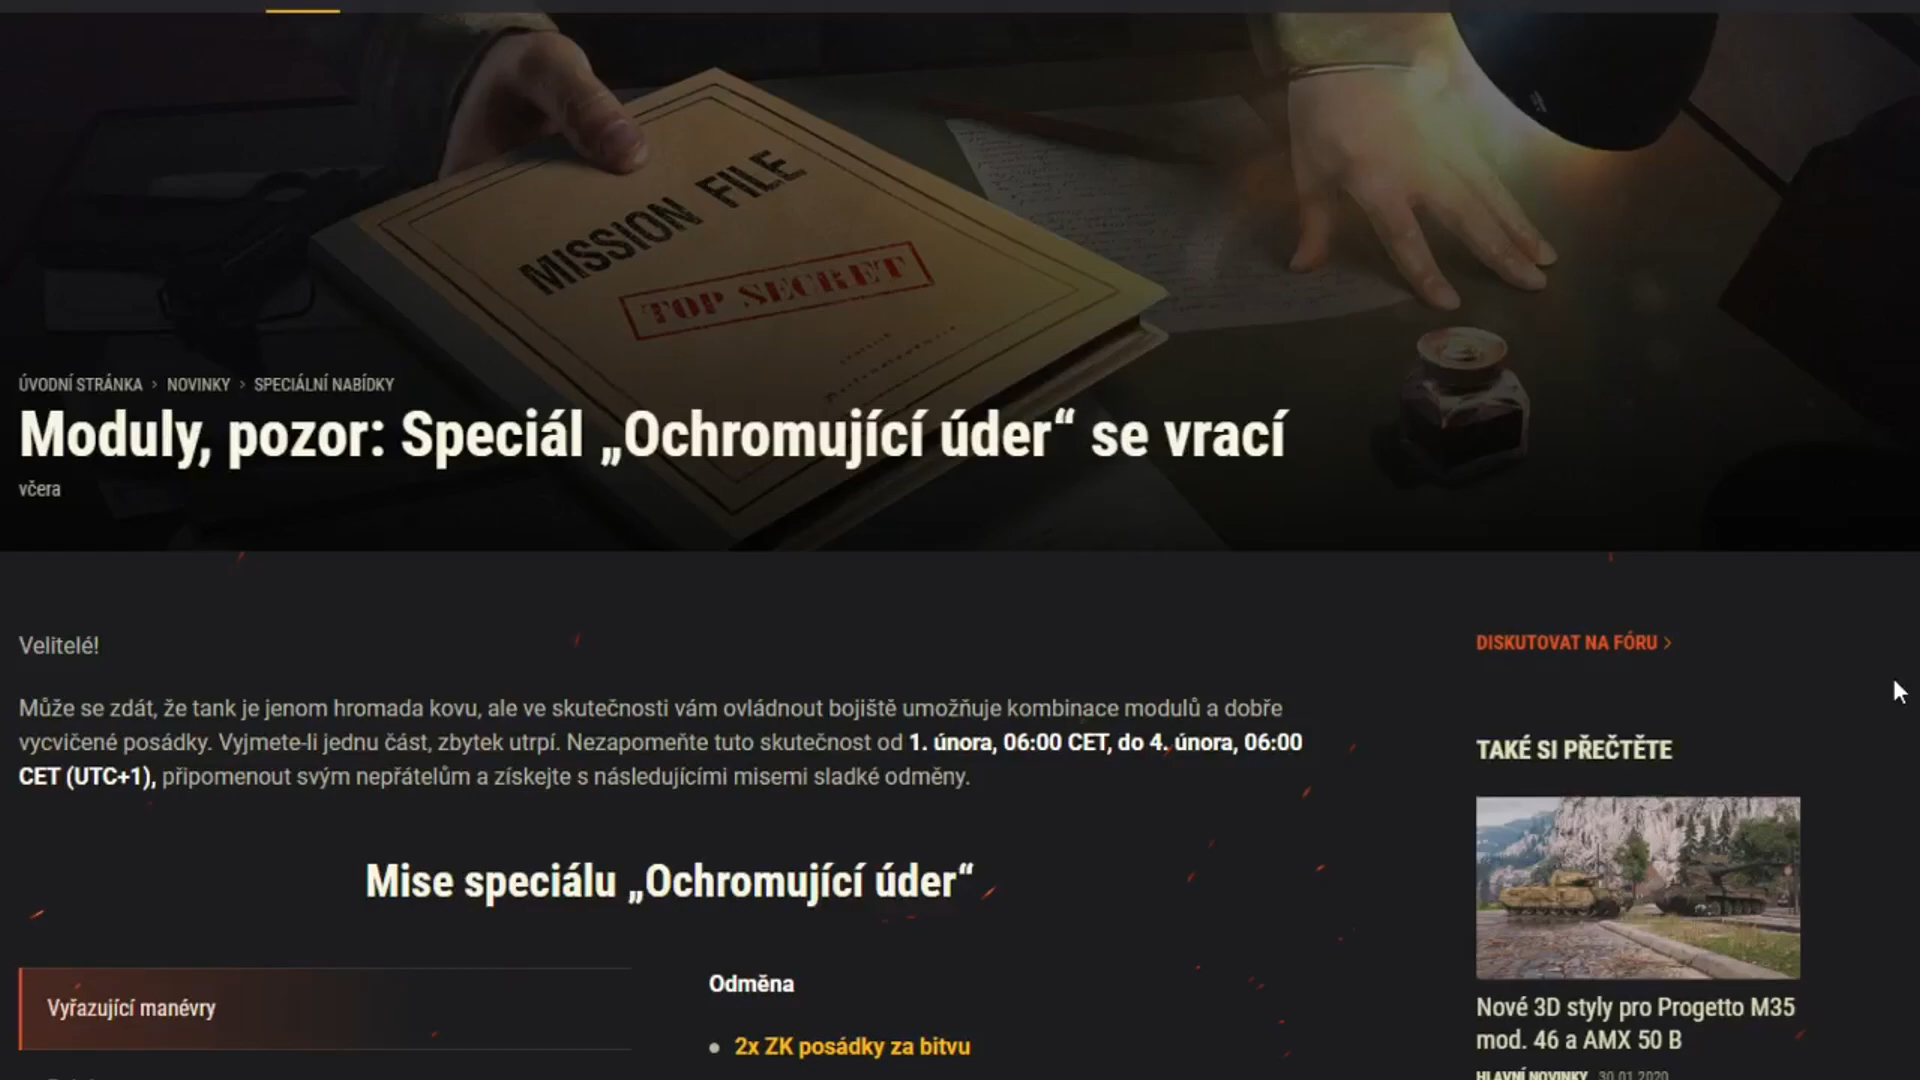 MISSION FILE
TOP SECRET
ÚVODNÍ STRÁNKA > NOVINKY > SPECIÁLNÍ NABÍDKY
Moduly, pozor: Speciál „Ochromující úder“ se vrací
včera
Velitelé!
DISKUTOVAT NA FÓRU >
Může se zdát, že tank je jenom hromada kovu, ale ve skutečnosti vám ovládnout bojiště umožňuje kombinace modulů a dobře
vycvičené posádky. Vyjmete-li jednu část, zbytek utrpí. Nezapomeňte tuto skutečnost od 1. února, 06:00 CET, do 4. února, 06:00
CET (UTC+1), připomenout svým nepřátelům a získejte s následujícími misemi sladké odměny.
TAKÉ SI PŘEČTĚTE
Mise speciálu „Ochromující úder“
Vyřazující manévry
Odměna
2x ZK posádky za bitvu
Nové 3D styly pro Progetto M35
mod. 46 a AMX 50 B
HLAVNÍ NOVINKY 30.01.2020